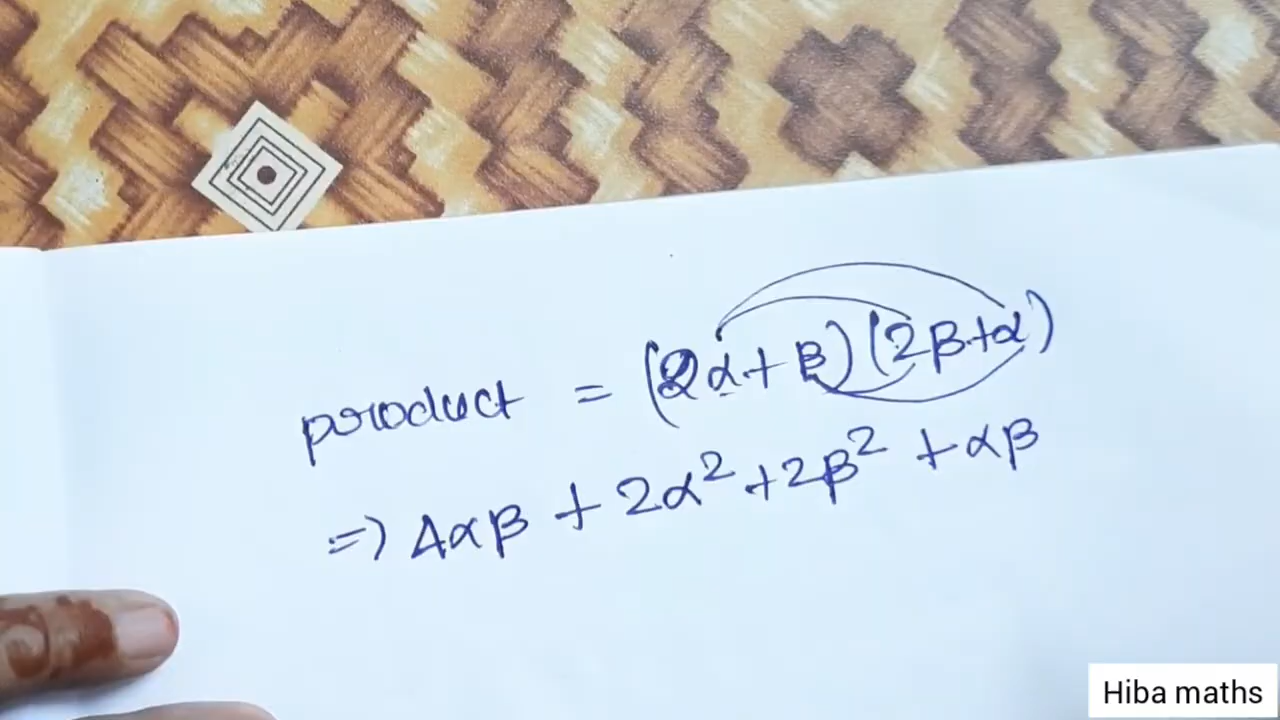 product = (2α + β) (2β+α)
=> 4αβ + 2α² +2β² +αβ
Hiba maths